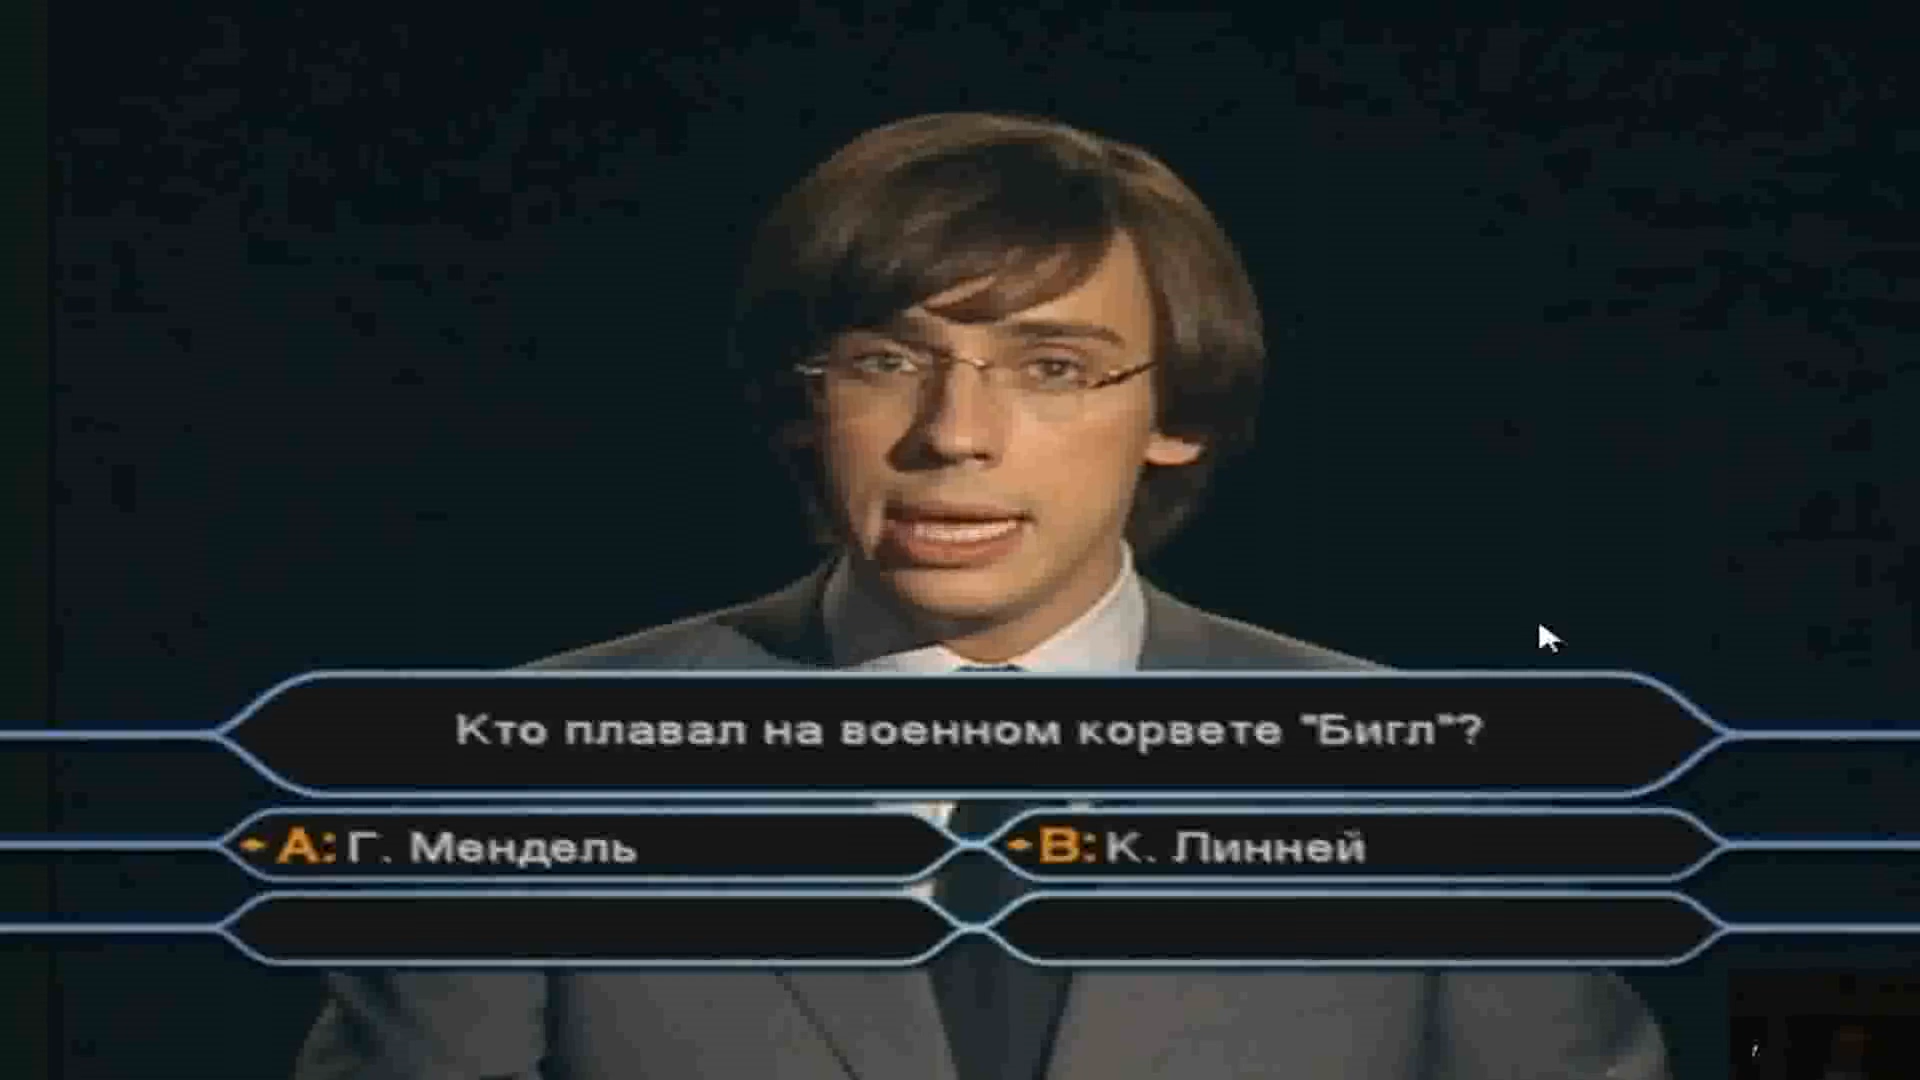 Кто плавал на военном корвете "Бигл"?
A: Г. Мендель
B: К. Линней